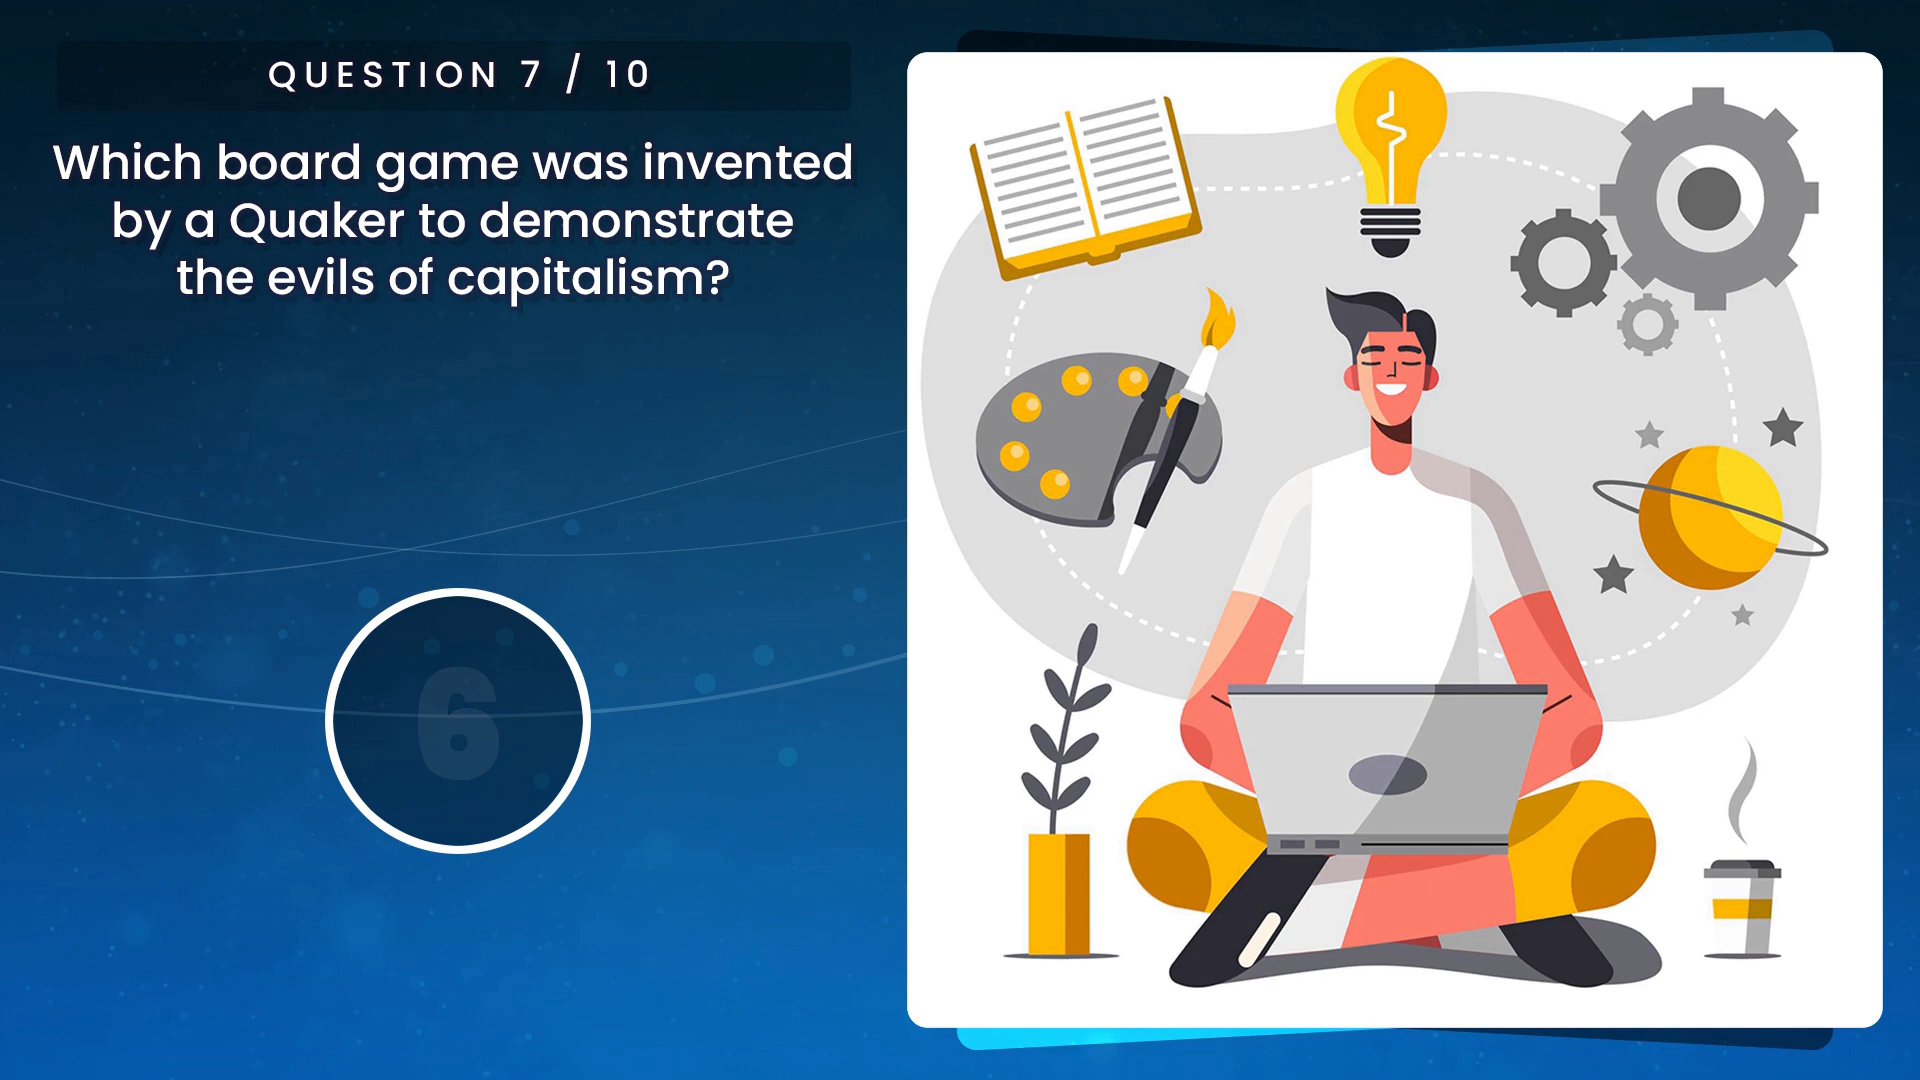 QUESTION 7 / 10
Which board game was invented
by a Quaker to demonstrate
the evils of capitalism?
6